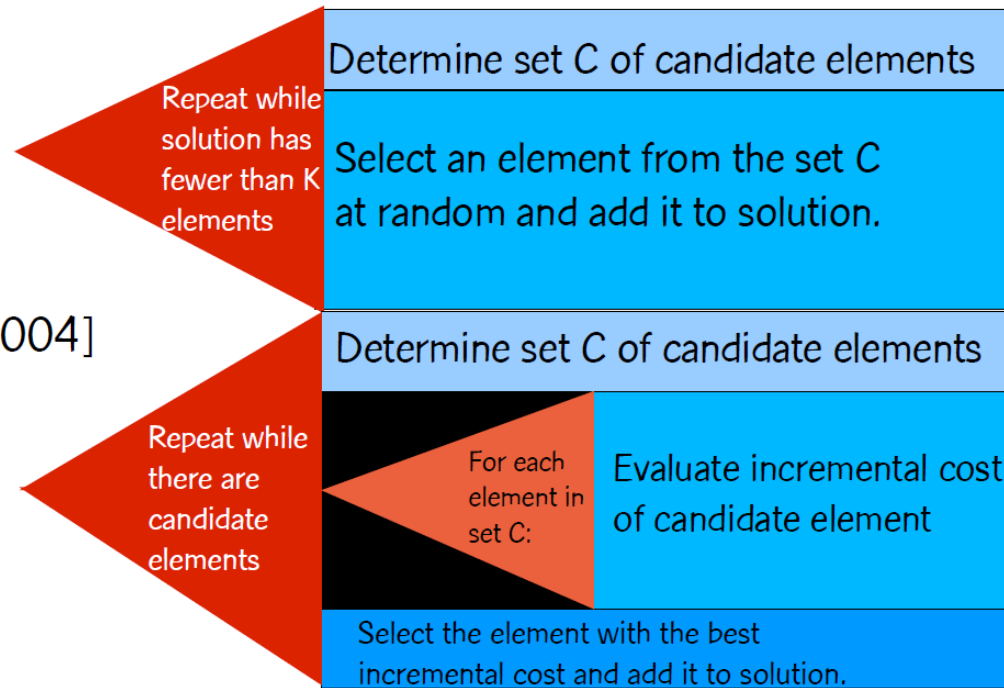 Determine set C of candidate elements
Repeat while
solution has
fewer than K
elements
Select an element from the set C
at random and add it to solution.
004]
Determine set C of candidate elements
Repeat while
there are
candidate
elements
For each
element in
set C:
Evaluate incremental cost
of candidate element
Select the element with the best
incremental cost and add it to solution.